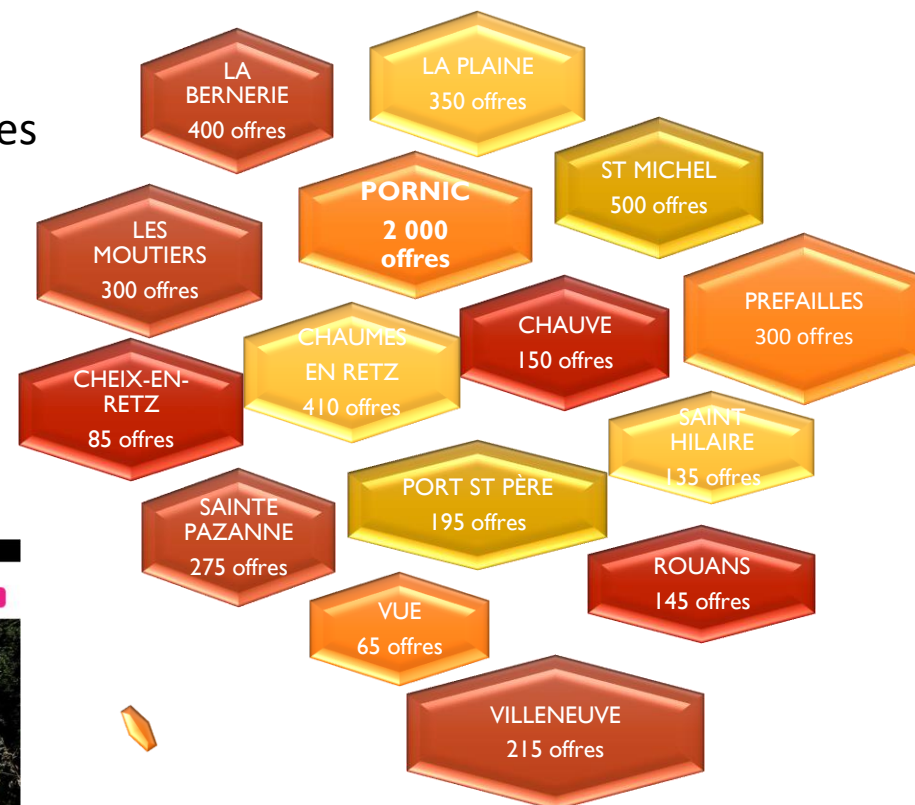 es
LA
BERNERIE
400 offres
LA PLAINE
350 offres
ST MICHEL
500 offres
PORNIC
2 000
offres
LES
MOUTIERS
300 offres
PREFAILLES
300 offres
CHAUVE
150 offres
CHAUMES
EN RETZ
410 offres
CHEIX-EN-
RETZ
85 offres
SAINT
HILAIRE
135 offres
PORT ST PÈRE
195 offres
SAINTE
PAZANNE
275 offres
ROUANS
145 offres
VUE
65 offres
VILLENEUVE
215 offres